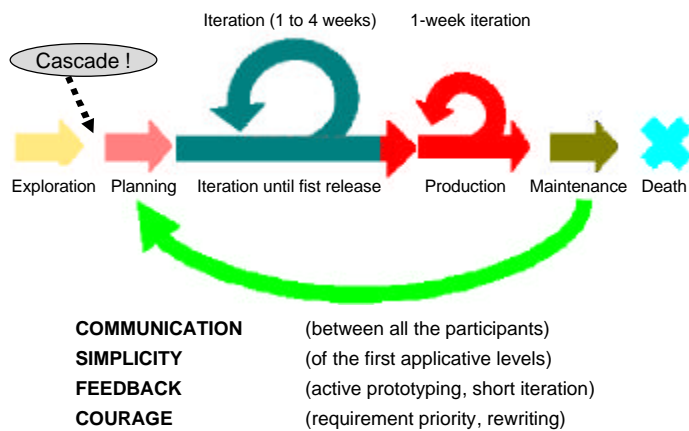 Iteration (1 to 4 weeks) 1-week iteration
Cascade !
Exploration Planning Iteration until fist release Production Maintenance Death
COMMUNICATION (between all the participants)
SIMPLICITY (of the first applicative levels)
FEEDBACK (active prototyping, short iteration)
COURAGE (requirement priority, rewriting)